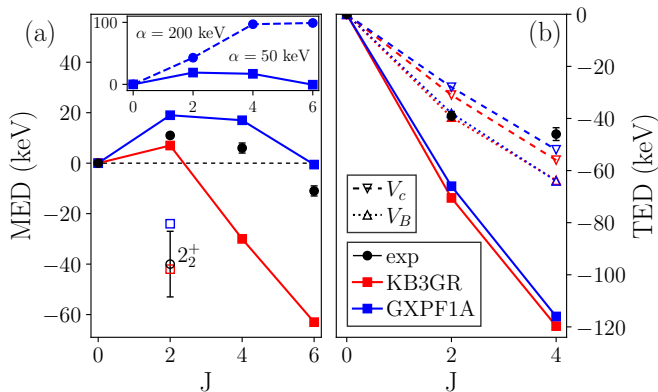 (a)
α = 200 keV
α = 50 keV
100
0
0 2 4 6
MED (keV)
40
20
0
−20
−40
−60
2₂⁺
0 2 4 6
J
(b)
V_c
V_B
exp
KB3GR
GXPF1A
0
−20
−40
−60
−80
−100
−120
TED (keV)
0 2 4
J